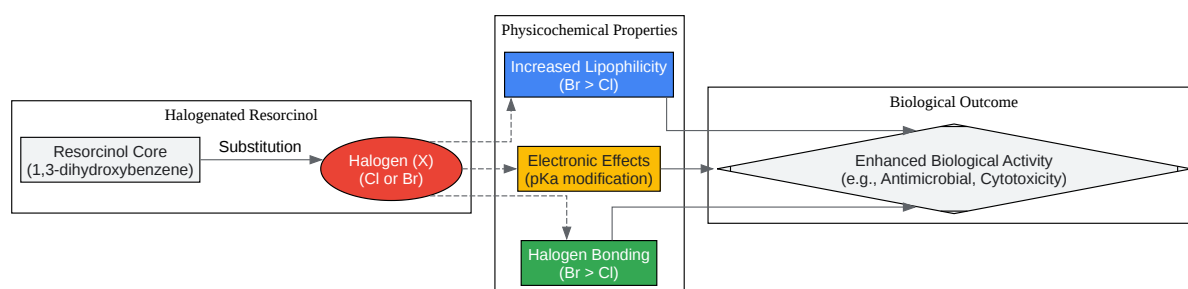 Physicochemical Properties
Increased Lipophilicity
(Br > Cl)
Halogenated Resorcinol
Biological Outcome
Resorcinol Core
(1,3-dihydroxybenzene)
Substitution
Halogen (X)
(Cl or Br)
Electronic Effects
(pKa modification)
Enhanced Biological Activity
(e.g., Antimicrobial, Cytotoxicity)
Halogen Bonding
(Br > Cl)